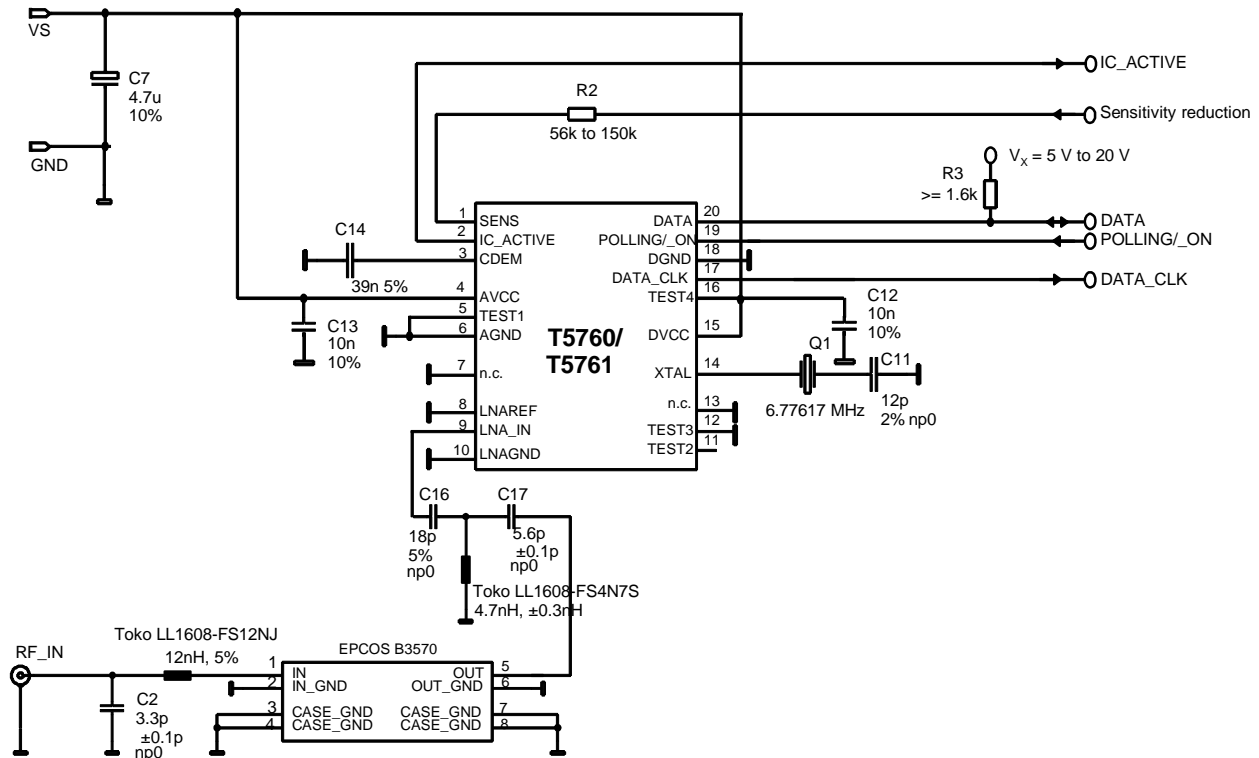 VS
C7
4.7u
10%
GND
IC_ACTIVE
R2
56k to 150k
Sensitivity reduction
VX = 5 V to 20 V
R3
>= 1.6k
DATA
POLLING/_ON
DATA_CLK
C14
39n 5%
C13
10n
10%
1 SENS
2 IC_ACTIVE
3 CDEM
4 AVCC
5 TEST1
6 AGND
7 n.c.
8 LNAREF
9 LNA_IN
10 LNAGND
T5760/
T5761
DATA 20
POLLING/_ON 19
DGND 18
DATA_CLK 17
TEST4 16
DVCC 15
XTAL 14
n.c. 13
TEST3 12
TEST2 11
C12
10n
10%
Q1
6.77617 MHz
C11
12p
2% np0
C16
18p
5%
np0
C17
5.6p
±0.1p
np0
Toko LL1608-FS4N7S
4.7nH, ±0.3nH
RF_IN
Toko LL1608-FS12NJ
12nH, 5%
C2
3.3p
±0.1p
np0
EPCOS B3570
1 IN
2 IN_GND
3 CASE_GND
4 CASE_GND
OUT 5
OUT_GND 6
CASE_GND 7
CASE_GND 8